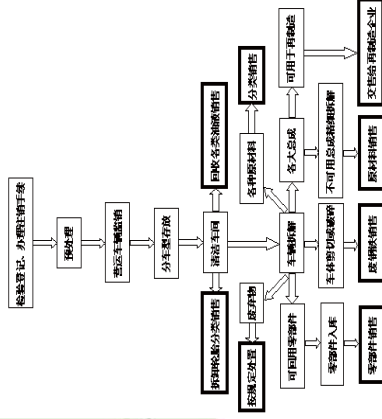 检验登记、办理注销手续
预处理
营运车辆监销
分车型存放
拆卸轮胎分类销售
清洁车间
回收各类油液销售
按规定处置
废弃物
各种原材料
分类销售
可回用零部件
车辆拆解
各大总成
可用于再制造
零部件入库
车体剪切或破碎
不可用总成精细拆解
零部件销售
废钢铁销售
原材料销售
交售给再制造企业